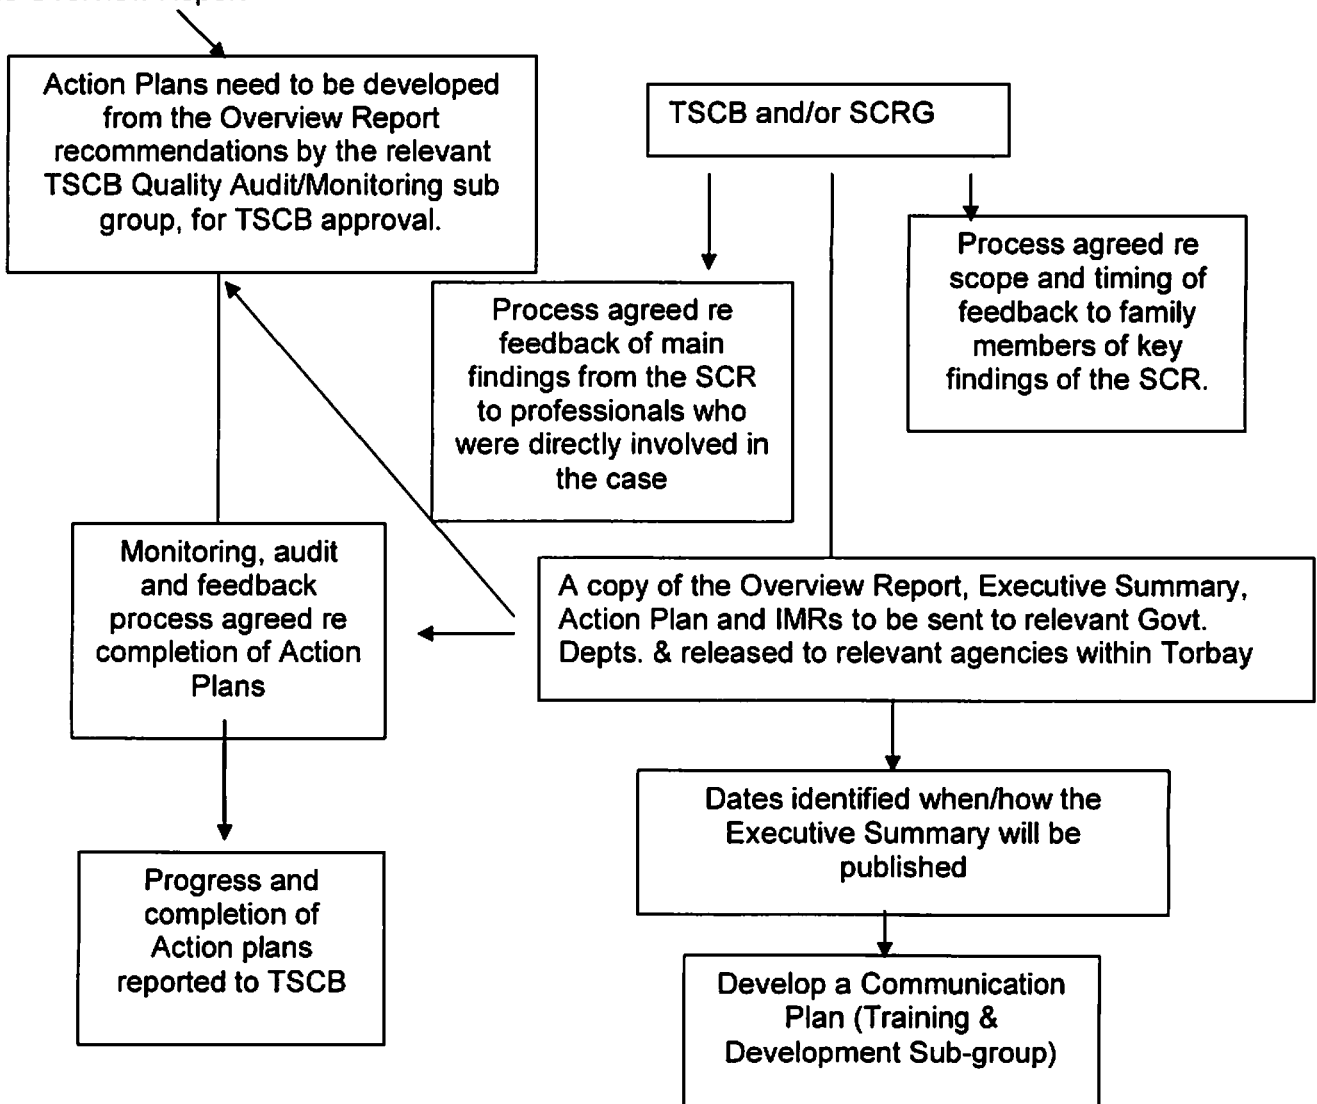 Action Plans need to be developed
from the Overview Report
recommendations by the relevant
TSCB Quality Audit/Monitoring sub
group, for TSCB approval.
TSCB and/or SCRG
Process agreed re
feedback of main
findings from the SCR
to professionals who
were directly involved in
the case
Process agreed re
scope and timing of
feedback to family
members of key
findings of the SCR.
Monitoring, audit
and feedback
process agreed re
completion of Action
Plans
A copy of the Overview Report, Executive Summary,
Action Plan and IMRs to be sent to relevant Govt.
Depts. & released to relevant agencies within Torbay
Progress and
completion of
Action plans
reported to TSCB
Dates identified when/how the
Executive Summary will be
published
Develop a Communication
Plan (Training &
Development Sub-group)